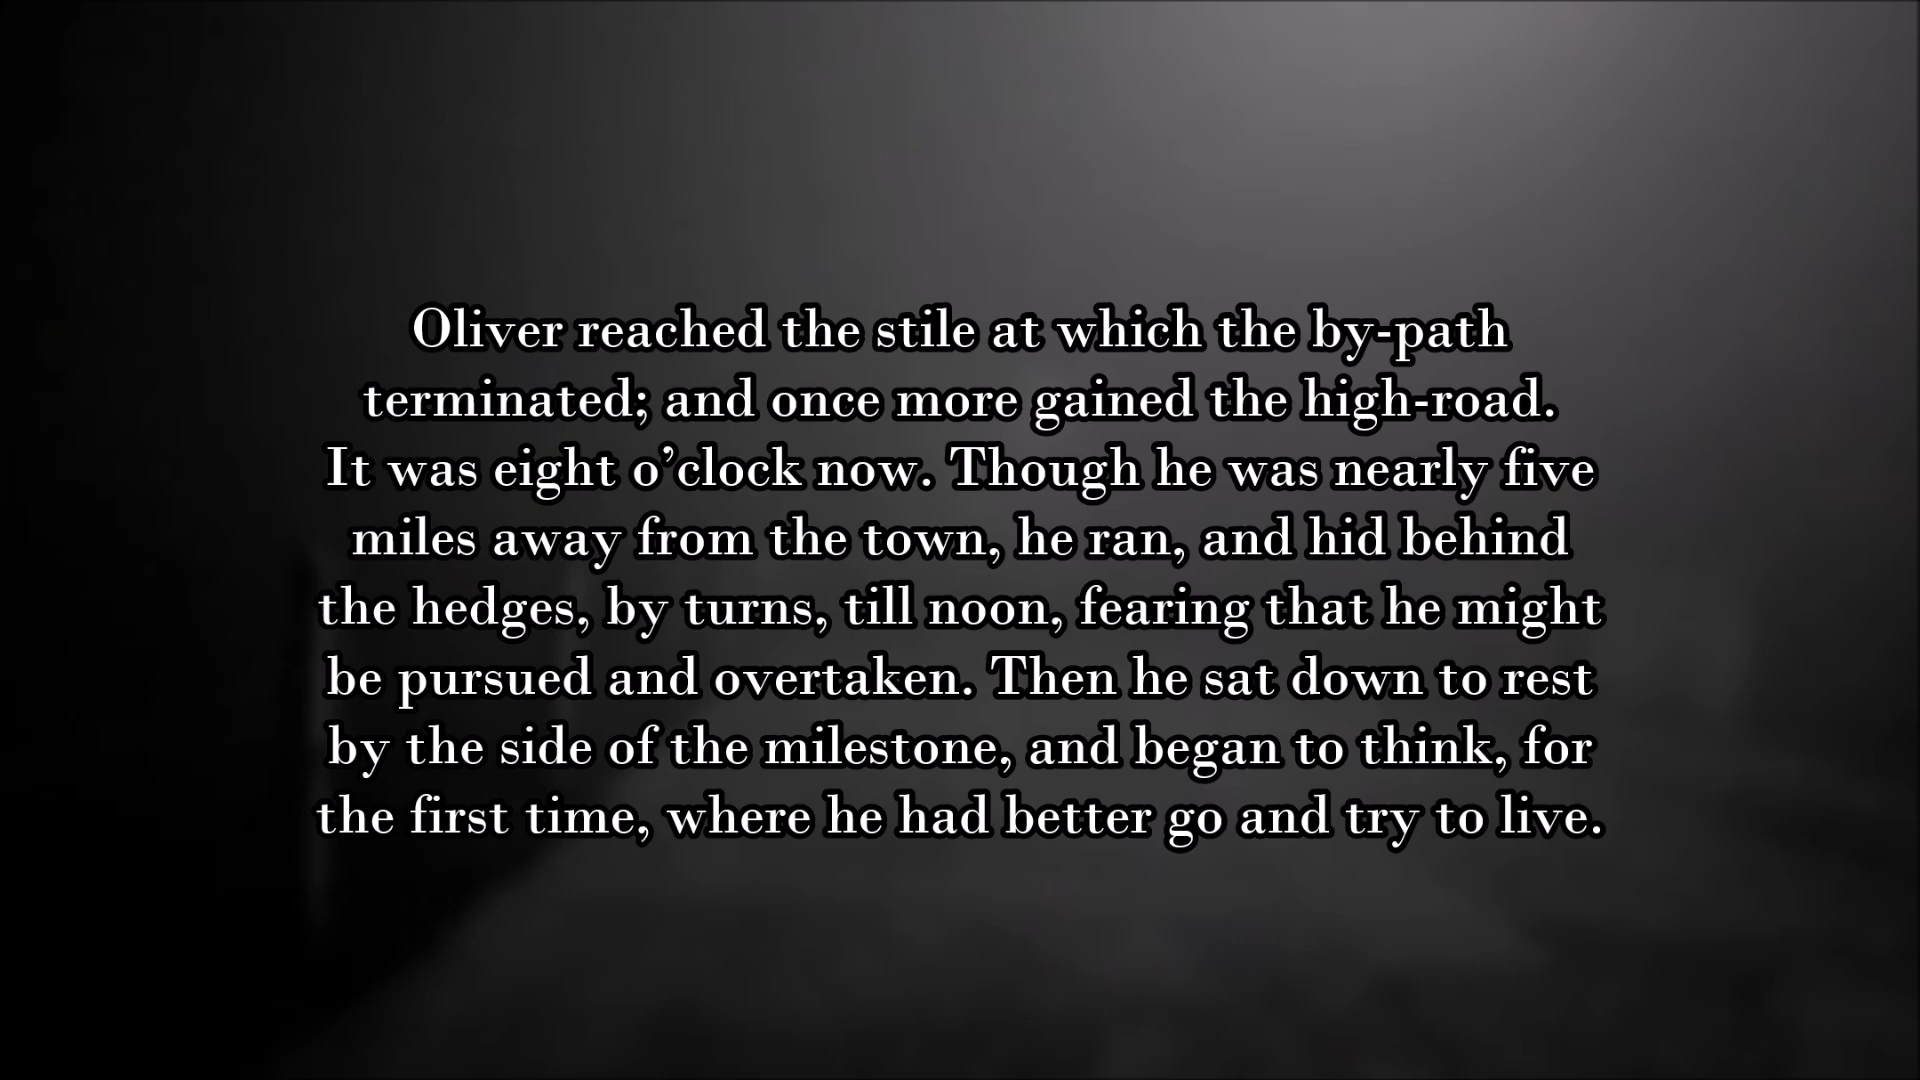 Oliver reached the stile at which the by-path
terminated; and once more gained the high-road.
It was eight o’clock now. Though he was nearly five
miles away from the town, he ran, and hid behind
the hedges, by turns, till noon, fearing that he might
be pursued and overtaken. Then he sat down to rest
by the side of the milestone, and began to think, for
the first time, where he had better go and try to live.